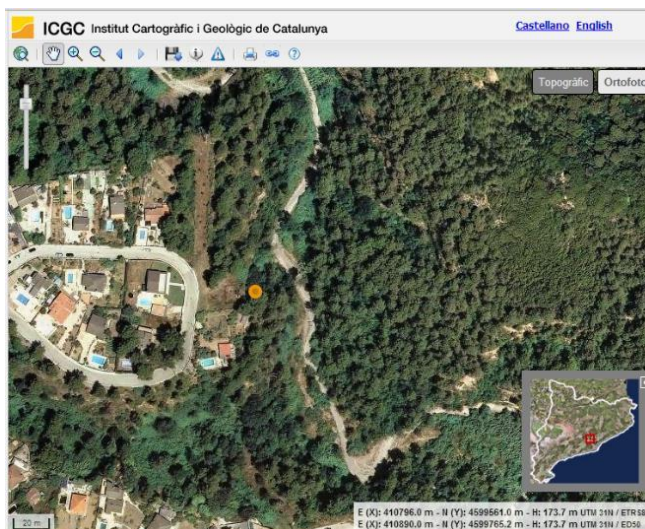 ICGC Institut Cartogràfic i Geològic de Catalunya
Castellano English
Topogràfic Ortofoto
20 m
E (X): 410796.0 m - N (Y): 4599561.0 m - H: 173.7 m UTM 31N / ETRS8
E (X): 410890.0 m - N (Y): 4599765.2 m - H: 173.7 m UTM 31N / ED50